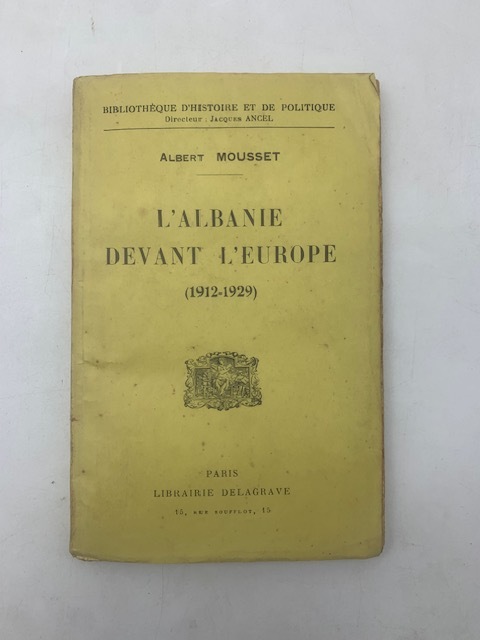 BIBLIOTHÈQUE D'HISTOIRE ET DE POLITIQUE
Directeur : JACQUES ANCEL
ALBERT MOUSSET
L'ALBANIE
DEVANT L'EUROPE
(1912-1929)
PARIS
LIBRAIRIE DELAGRAVE
15, RUE SOUFFLOT, 15